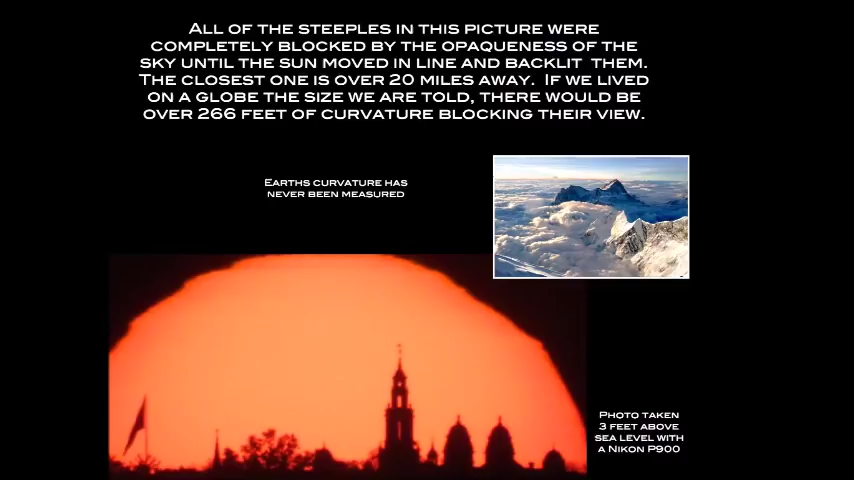 All of the steeples in this picture were
completely blocked by the opaqueness of the
sky until the sun moved in line and backlit them.
The closest one is over 20 miles away. If we lived
on a globe the size we are told, there would be
over 266 feet of curvature blocking their view.
Earths curvature has
never been measured
Photo taken
3 feet above
sea level with
a Nikon P900